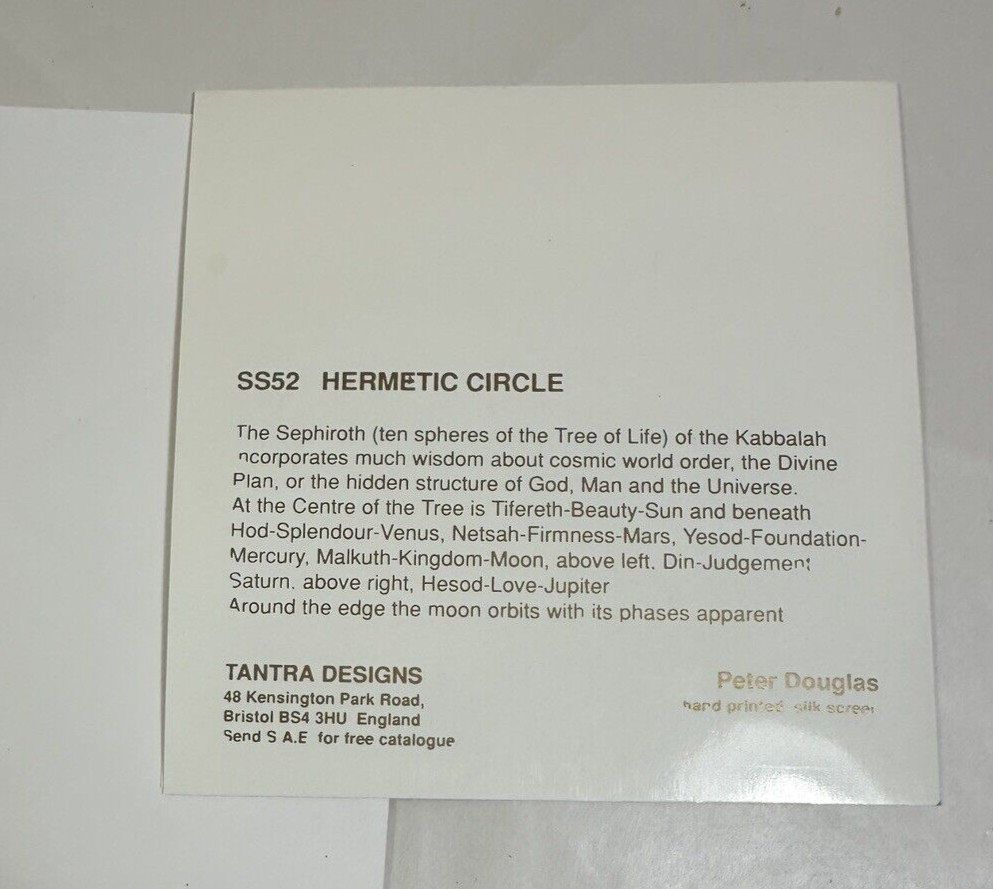 SS52 HERMETIC CIRCLE
The Sephiroth (ten spheres of the Tree of Life) of the Kabbalah
ncorporates much wisdom about cosmic world order, the Divine
Plan, or the hidden structure of God, Man and the Universe.
At the Centre of the Tree is Tifereth-Beauty-Sun and beneath
Hod-Splendour-Venus, Netsah-Firmness-Mars, Yesod-Foundation-
Mercury, Malkuth-Kingdom-Moon, above left. Din-Judgement
Saturn. above right, Hesod-Love-Jupiter
Around the edge the moon orbits with its phases apparent
TANTRA DESIGNS
48 Kensington Park Road,
Bristol BS4 3HU England
Send S A.E for free catalogue
Peter Douglas
hard printed silk screen